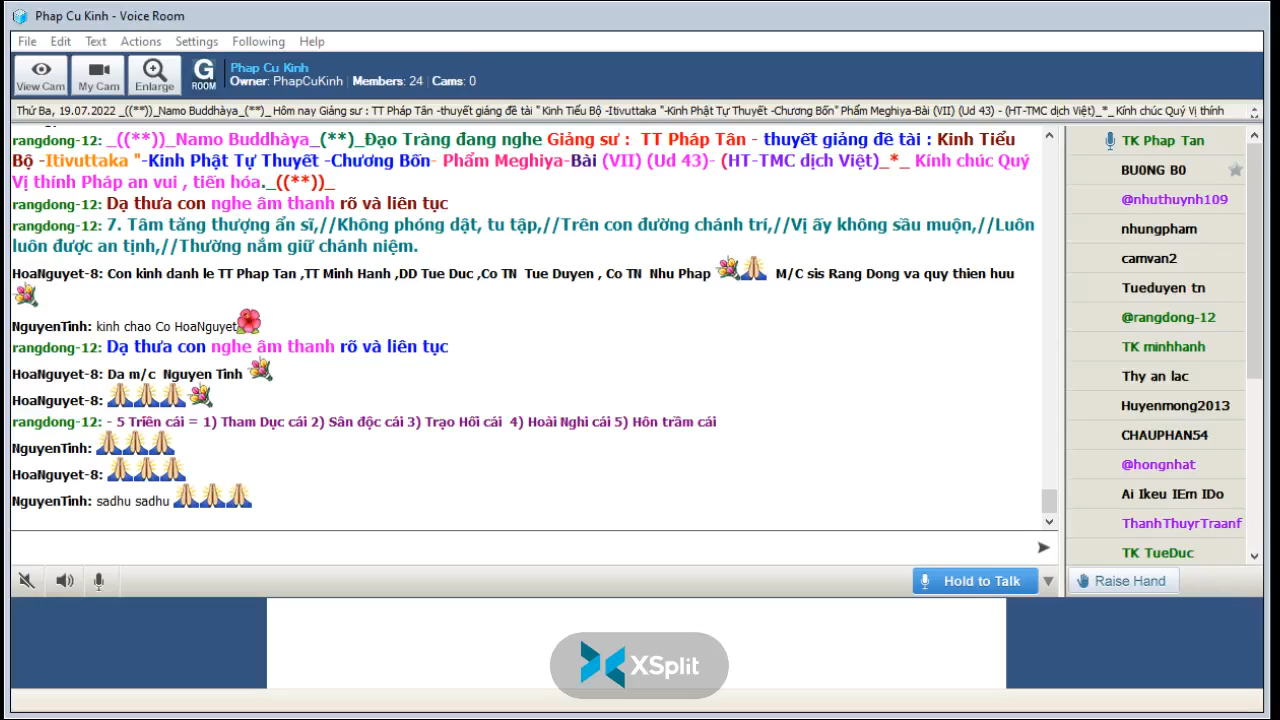 Phap Cu Kinh - Voice Room
File Edit Text Actions Settings Following Help
View Cam My Cam Enlarge G ROOM Phap Cu Kinh
Owner: PhapCuKinh | Members: 24 | Cams: 0
Thứ Ba, 19.07.2022 _((**))_Namo Buddhàya_(**)_ Hôm nay Giảng sư : TT Pháp Tân -thuyết giảng đề tài " Kinh Tiểu Bộ -Itivuttaka "-Kinh Phật Tự Thuyết -Chương Bốn" Phẩm Meghiya-Bài (VII) (Ud 43) - (HT-TMC dịch Việt)_*_ Kính chúc Quý Vị thính
rangdong-12: _((**))_Namo Buddhàya_(**)_Đạo Tràng đang nghe Giảng sư : TT Pháp Tân - thuyết giảng đề tài : Kinh Tiểu
Bộ -Itivuttaka "-Kinh Phật Tự Thuyết -Chương Bốn- Phẩm Meghiya-Bài (VII) (Ud 43)- (HT-TMC dịch Việt)_*_ Kính chúc Quý
Vị thính Pháp an vui , tiến hóa._((**))_
rangdong-12: Dạ thưa con nghe âm thanh rõ và liên tục
rangdong-12: 7. Tâm tăng thượng ẩn sĩ,//Không phóng dật, tu tập,//Trên con đường chánh trí,//Vị ấy không sầu muộn,//Luôn
luôn được an tịnh,//Thường nắm giữ chánh niệm.
HoaNguyet-8: Con kinh danh le TT Phap Tan ,TT Minh Hanh ,DD Tue Duc ,Co TN Tue Duyen , Co TN Nhu Phap M/C sis Rang Dong va quy thien huu
NguyenTinh: kinh chao Co HoaNguyet
rangdong-12: Dạ thưa con nghe âm thanh rõ và liên tục
HoaNguyet-8: Da m/c Nguyen Tinh
HoaNguyet-8:
rangdong-12: - 5 Triền cái = 1) Tham Dục cái 2) Sân độc cái 3) Trạo Hối cái 4) Hoài Nghi cái 5) Hôn trầm cái
NguyenTinh:
HoaNguyet-8:
NguyenTinh: sadhu sadhu
TK Phap Tan
BU0NG B0
@nhuthuynh109
nhungpham
camvan2
Tueduyen tn
@rangdong-12
TK minhhanh
Thy an lac
Huyenmong2013
CHAUPHAN54
@hongnhat
Ai Ikeu IEm IDo
ThanhThuyrTraanf
TK TueDuc
Hold to Talk
Raise Hand
XSplit